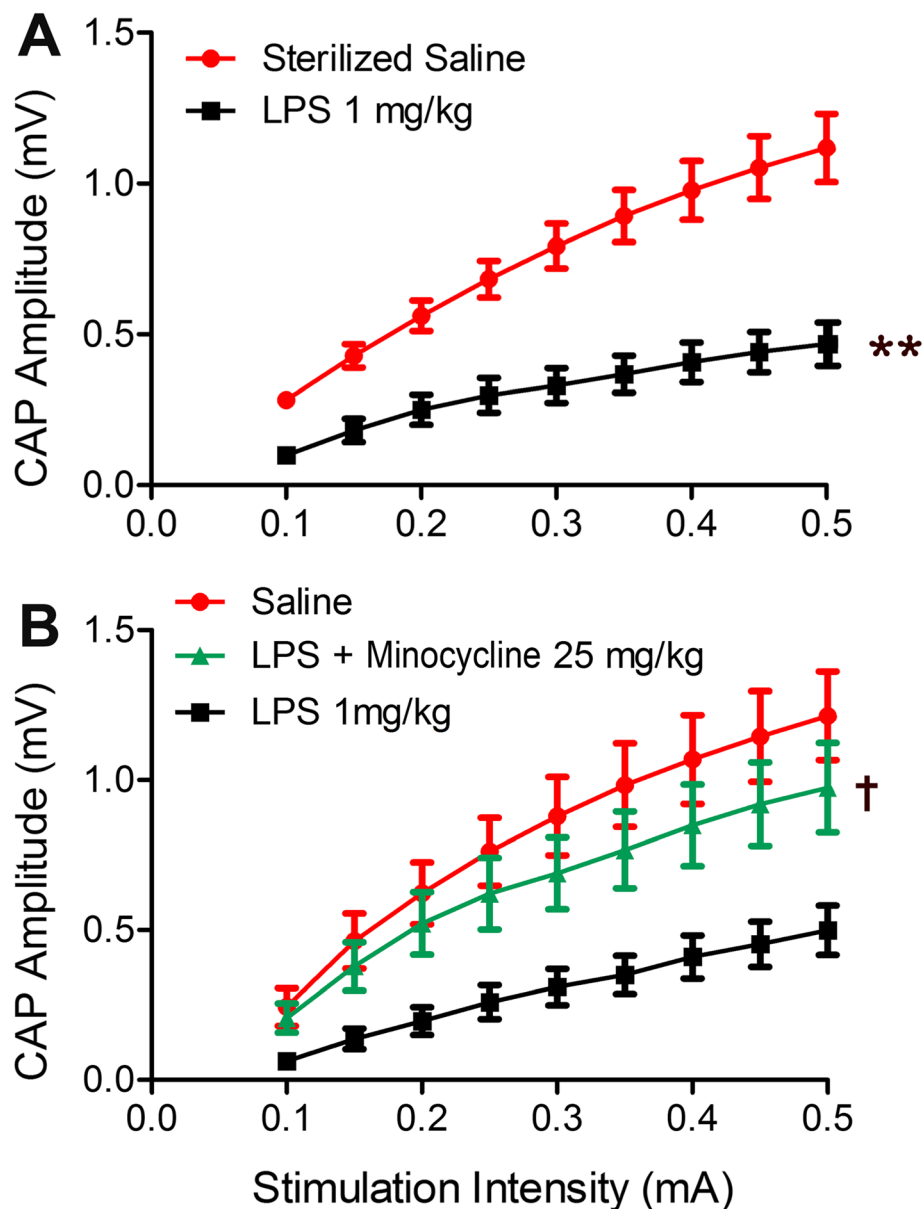 A
1.5
Sterilized Saline
LPS 1 mg/kg
1.0
CAP Amplitude (mV)
0.5
**
0.0
0.0 0.1 0.2 0.3 0.4 0.5
B
Saline
1.5
LPS + Minocycline 25 mg/kg
LPS 1mg/kg
1.0
†
CAP Amplitude (mV)
0.5
0.0
0.0 0.1 0.2 0.3 0.4 0.5
Stimulation Intensity (mA)